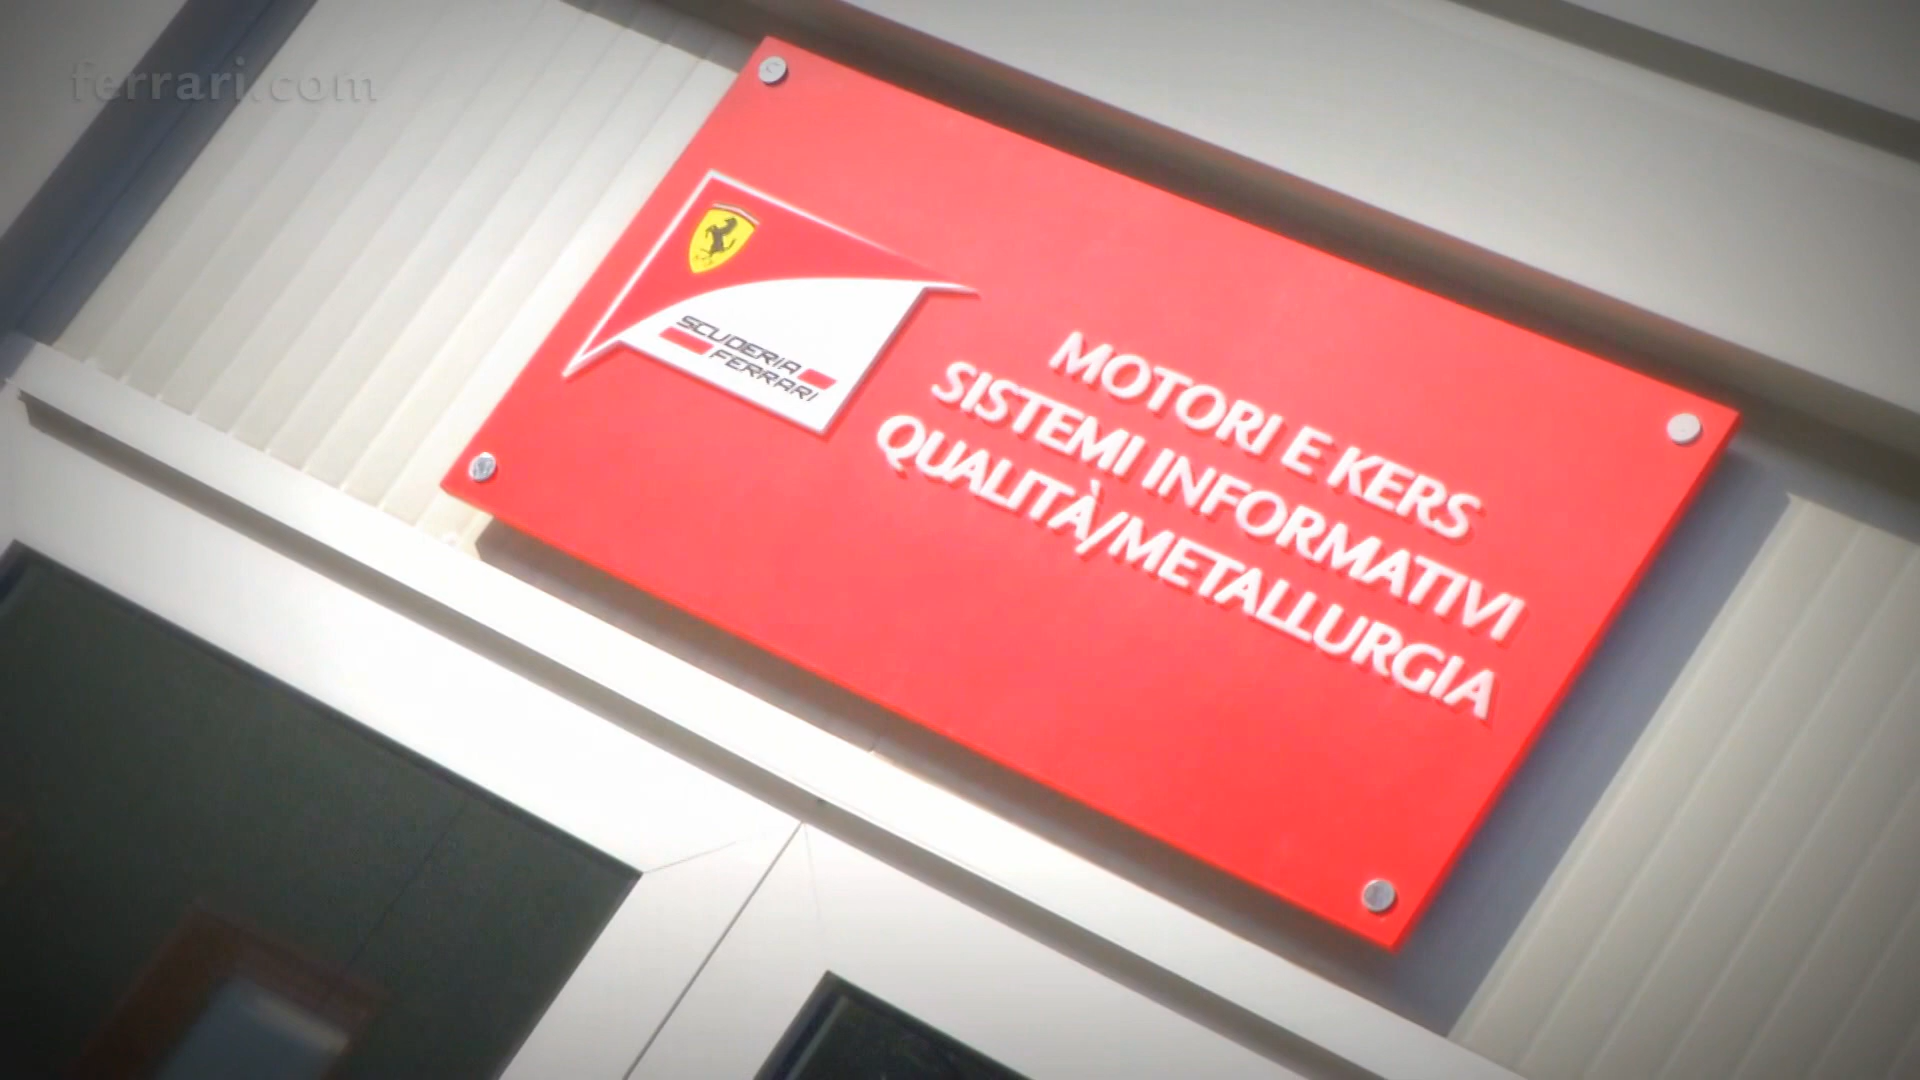 ferrari.com
SCUDERIA
FERRARI
MOTORI E KERS
SISTEMI INFORMATIVI
QUALITÀ/METALLURGIA